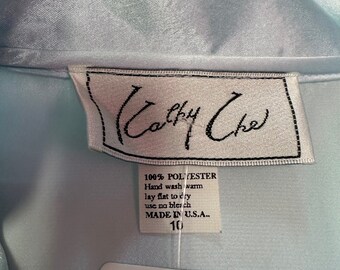 Kathy Che
100% POLYESTER
Hand wash warm
lay flat to dry
use no bleach
MADE IN U.S.A.
10